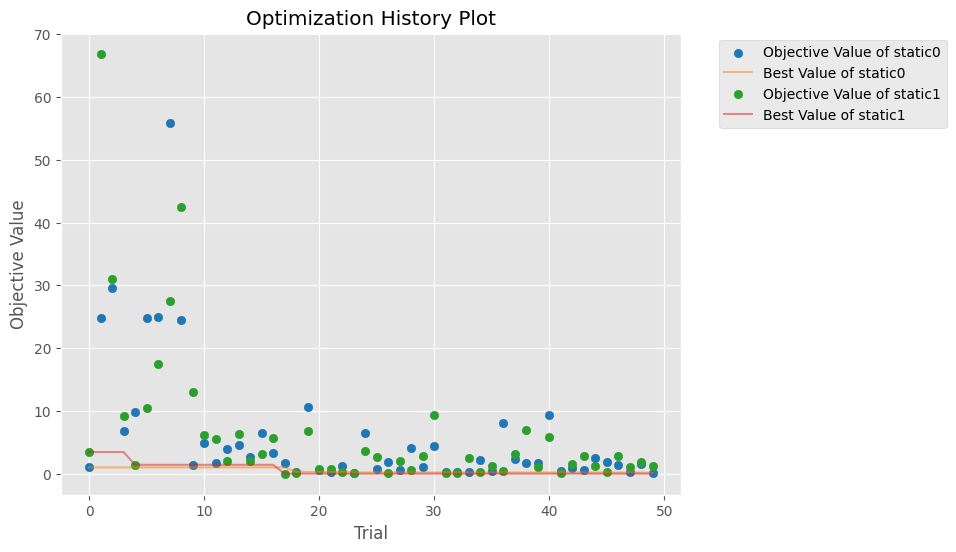 Optimization History Plot
Objective Value of static0
Best Value of static0
Objective Value of static1
Best Value of static1
Objective Value
70
60
50
40
30
20
10
0
0 10 20 30 40 50
Trial